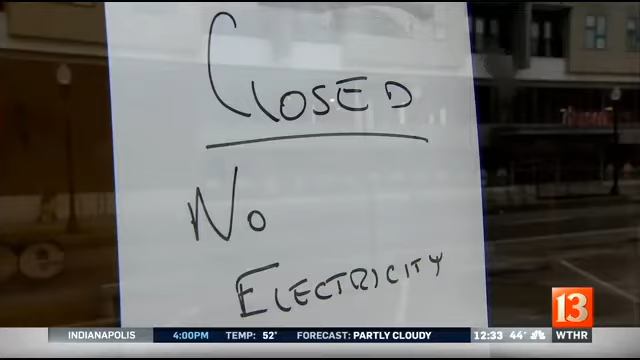 CLOSED
No
ELECTRICITY
13
INDIANAPOLIS 4:00PM TEMP: 52° FORECAST: PARTLY CLOUDY 12:33 44° WTHR